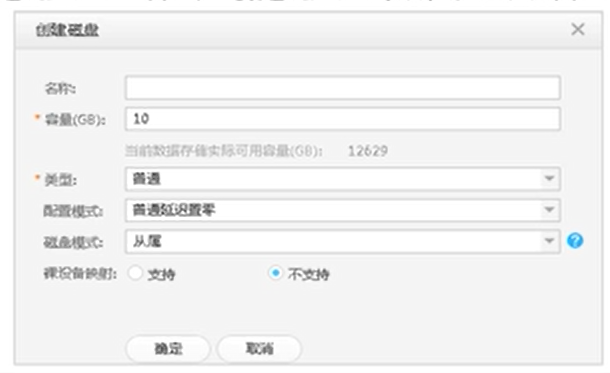 创建磁盘
名称:
* 容量(GB): 10
当前数据存储实际可用容量(GB): 12629
* 类型: 普通
配置模式: 普通延迟置零
磁盘模式: 从属
裸设备映射: 支持 不支持
确定 取消